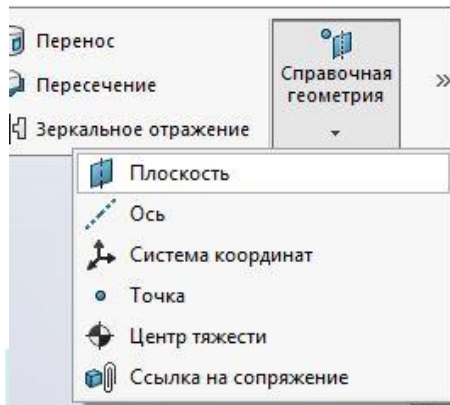 Перенос
Пересечение
Зеркальное отражение
Справочная
геометрия
»
Плоскость
Ось
Система координат
Точка
Центр тяжести
Ссылка на сопряжение